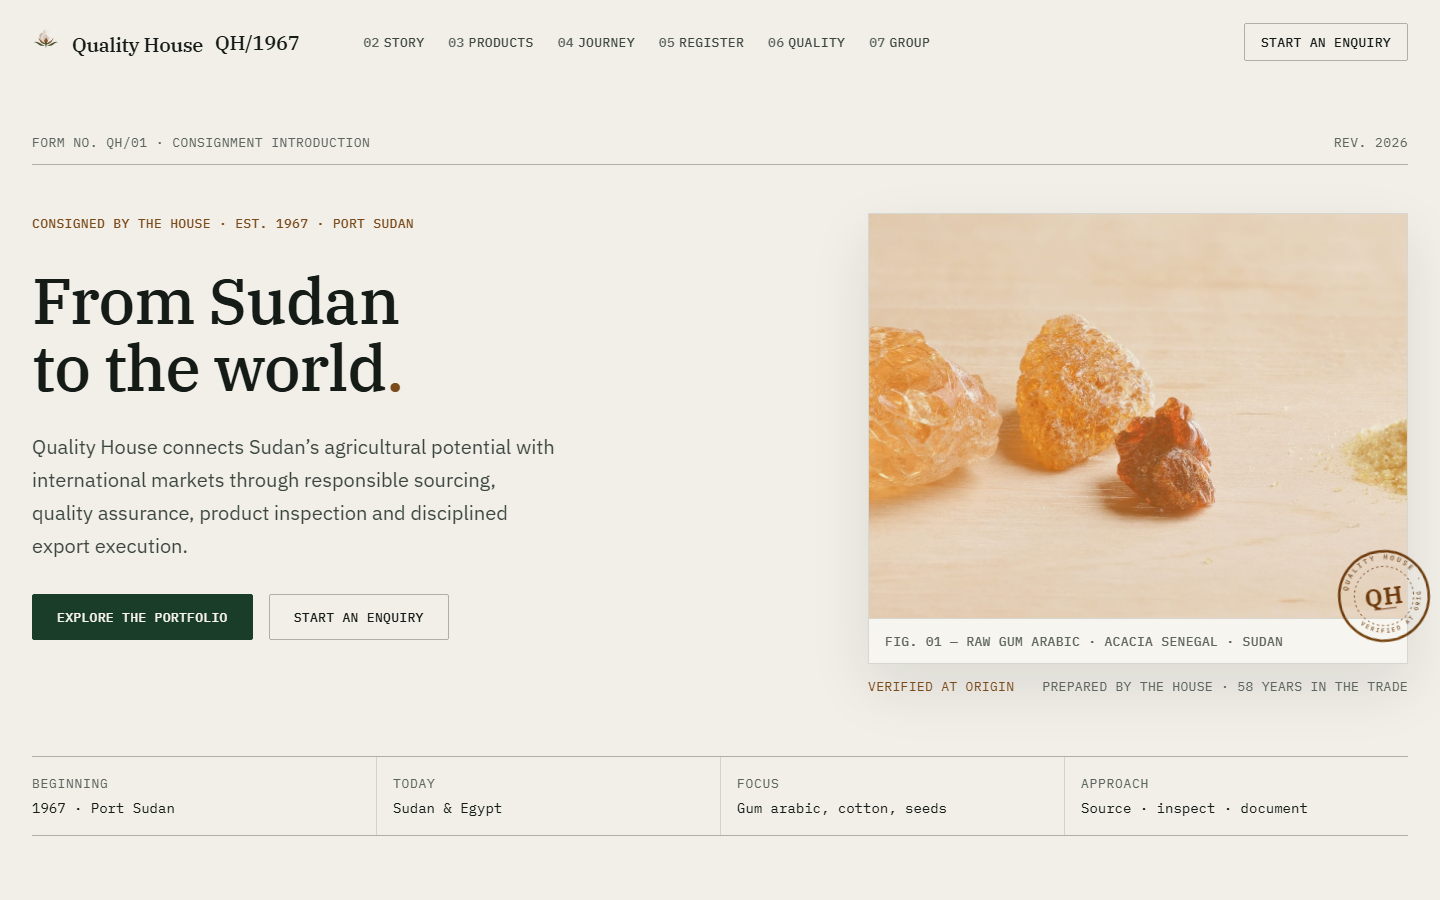 Quality House QH/1967
02 STORY 03 PRODUCTS 04 JOURNEY 05 REGISTER 06 QUALITY 07 GROUP
START AN ENQUIRY
FORM NO. QH/01 · CONSIGNMENT INTRODUCTION
REV. 2026
CONSIGNED BY THE HOUSE · EST. 1967 · PORT SUDAN
From Sudan
to the world.
Quality House connects Sudan’s agricultural potential with
international markets through responsible sourcing,
quality assurance, product inspection and disciplined
export execution.
EXPLORE THE PORTFOLIO
START AN ENQUIRY
QUALITY HOUSE ·
QH
VERIFIED AT
FIG. 01 — RAW GUM ARABIC · ACACIA SENEGAL · SUDAN
VERIFIED AT ORIGIN
PREPARED BY THE HOUSE · 58 YEARS IN THE TRADE
BEGINNING
1967 · Port Sudan
TODAY
Sudan & Egypt
FOCUS
Gum arabic, cotton, seeds
APPROACH
Source · inspect · document